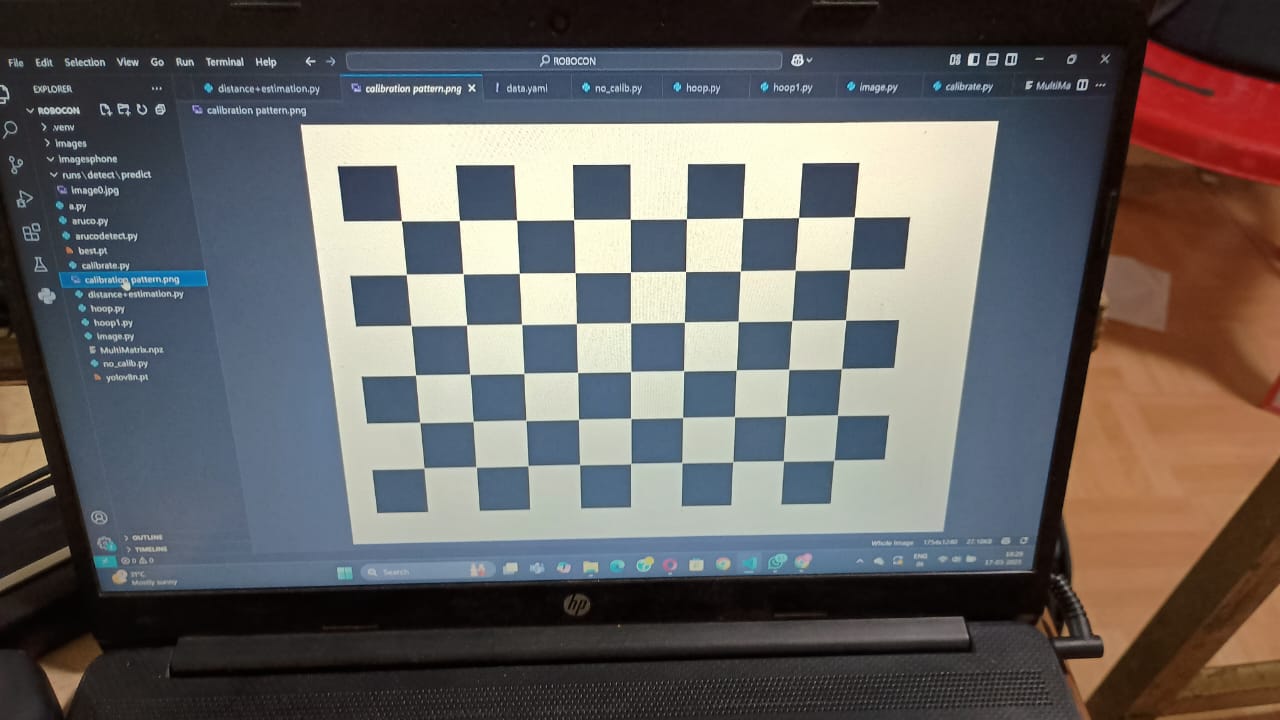 File Edit Selection View Go Run Terminal Help
ROBOCON
EXPLORER
distance+estimation.py calibration pattern.png data.yaml no_calib.py hoop.py hoop1.py image.py calibrate.py MultiMa
ROBOCON
calibration pattern.png
.venv
images
imagesphone
runs\detect\predict
image0.jpg
a.py
aruco.py
arucodetect.py
best.pt
calibrate.py
calibration pattern.png
distance+estimation.py
hoop.py
hoop1.py
image.py
MultiMatrix.npz
no_calib.py
yolov8n.pt
OUTLINE
TIMELINE
0 0
Whole Image 1754x1240 27.10KB
31°C
Mostly sunny
Search
ENG
IN
17-03-2025
hp